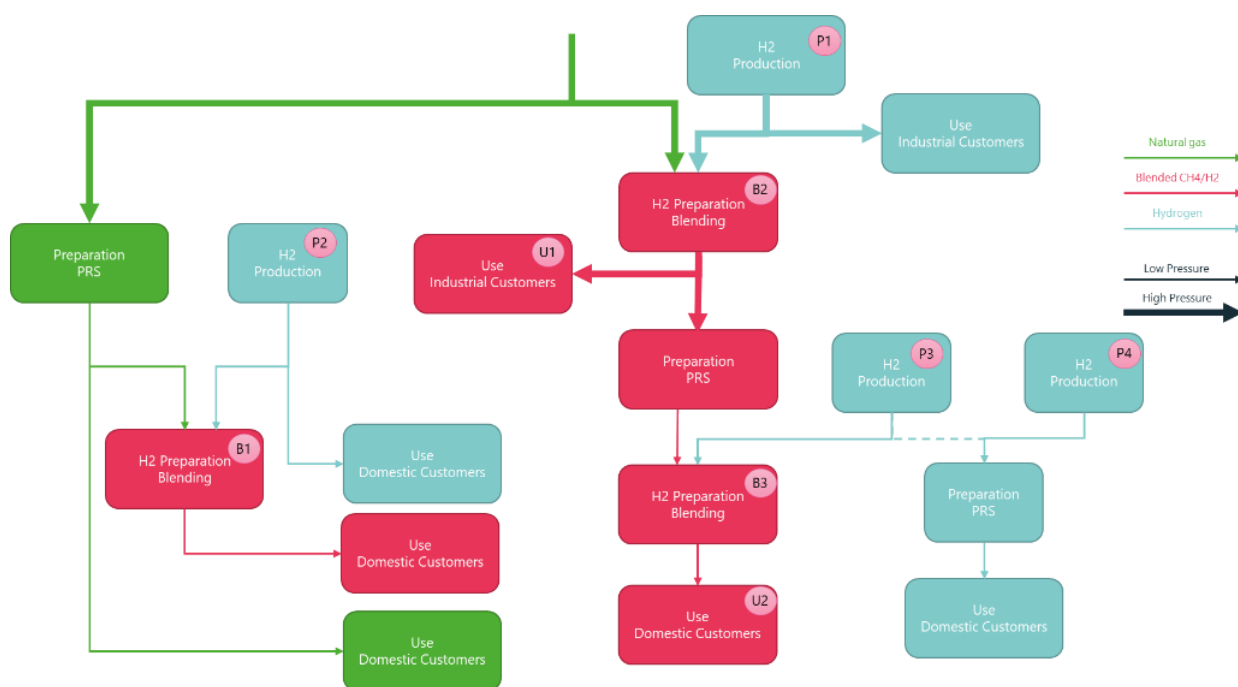 H2
Production
P1
Use
Industrial Customers
Natural gas
Blended CH4/H2
Hydrogen
Low Pressure
High Pressure
H2 Preparation
Blending
B2
Preparation
PRS
H2
Production
P2
Use
Industrial Customers
U1
Preparation
PRS
H2
Production
P3
H2
Production
P4
H2 Preparation
Blending
B1
Use
Domestic Customers
H2 Preparation
Blending
B3
Preparation
PRS
Use
Domestic Customers
Use
Domestic Customers
U2
Use
Domestic Customers
Use
Domestic Customers